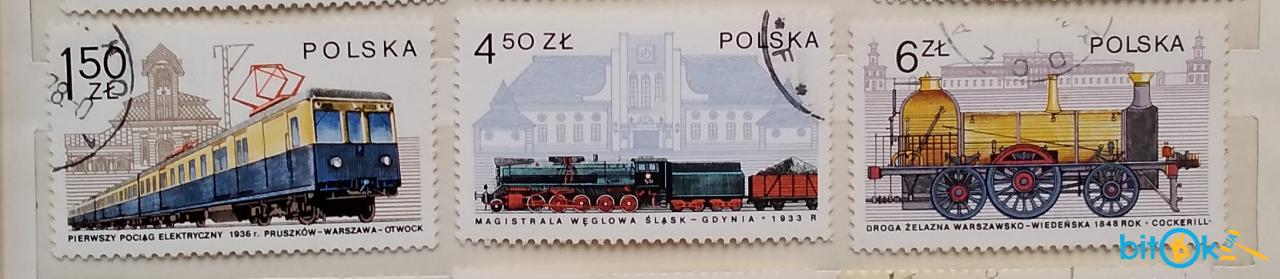 1 50 ZŁ
POLSKA
PIERWSZY POCIĄG ELEKTRYCZNY 1936 r. PRUSZKÓW-WARSZAWA-OTWOCK
4 50 ZŁ
POLSKA
MAGISTRALA WĘGLOWA ŚLĄSK - GDYNIA · 1933 R
6 ZŁ
POLSKA
DROGA ŻELAZNA WARSZAWSKO-WIEDEŃSKA 1848 ROK · COCKERILL·
bitOk